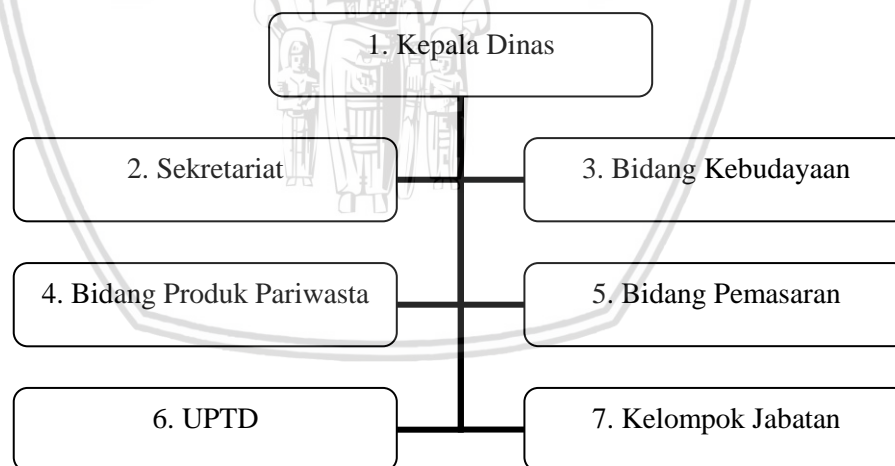 1. Kepala Dinas
2. Sekretariat
3. Bidang Kebudayaan
4. Bidang Produk Pariwasta
5. Bidang Pemasaran
6. UPTD
7. Kelompok Jabatan